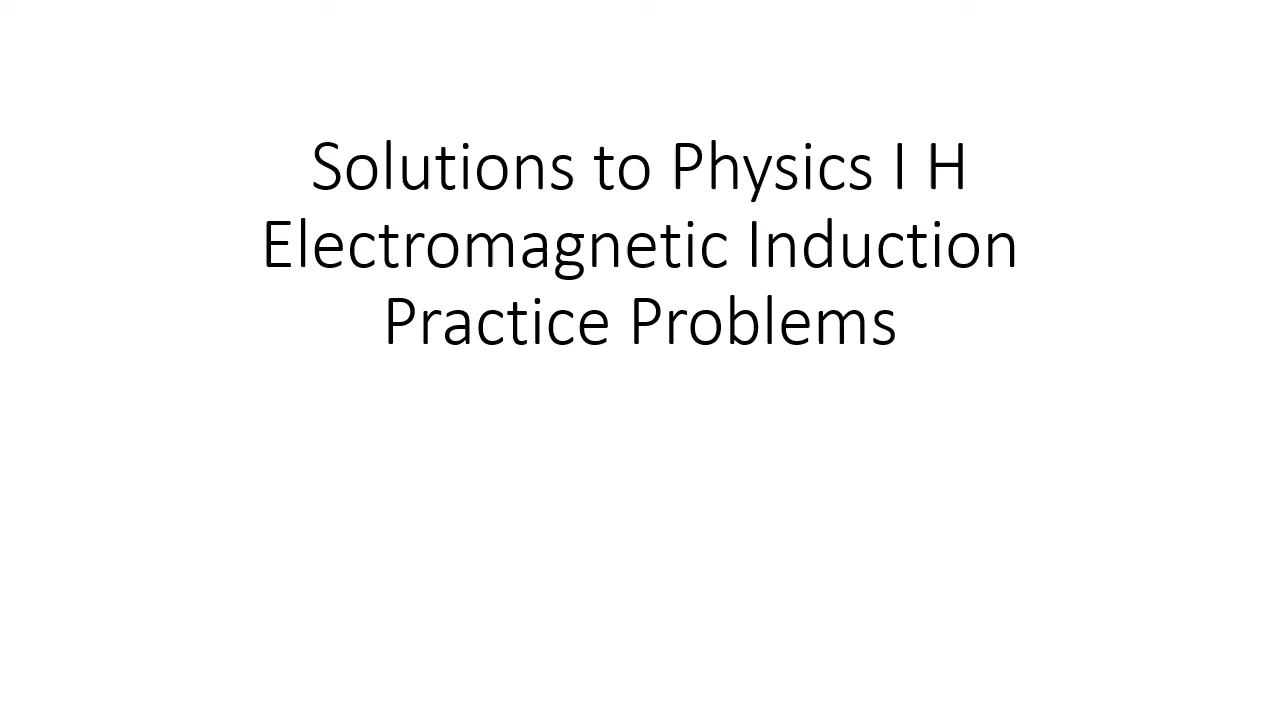 Solutions to Physics I H
Electromagnetic Induction
Practice Problems